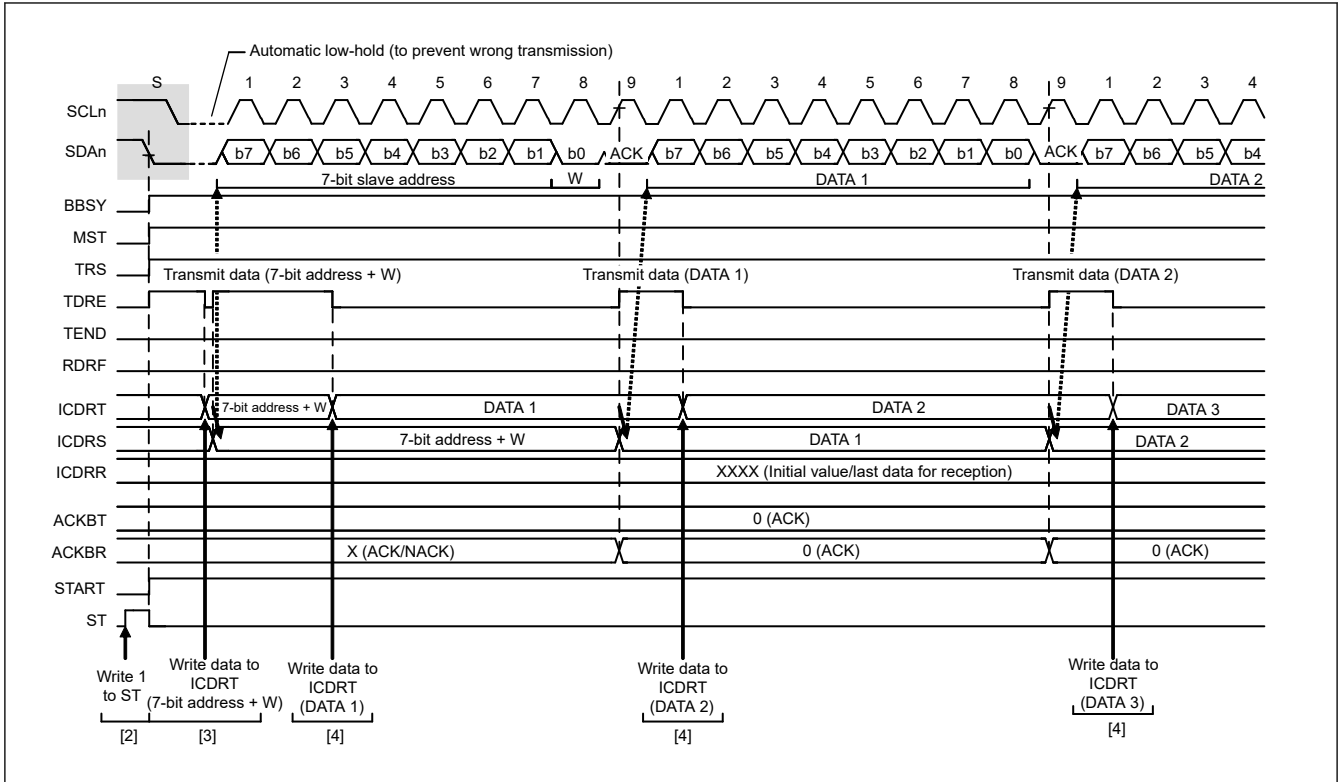 Automatic low-hold (to prevent wrong transmission)
S 1 2 3 4 5 6 7 8 9 1 2 3 4 5 6 7 8 9 1 2 3 4
SCLn
SDAn b7 b6 b5 b4 b3 b2 b1 b0 ACK b7 b6 b5 b4 b3 b2 b1 b0 ACK b7 b6 b5 b4
7-bit slave address W DATA 1 DATA 2
BBSY
MST
TRS
Transmit data (7-bit address + W) Transmit data (DATA 1) Transmit data (DATA 2)
TDRE
TEND
RDRF
ICDRT 7-bit address + W DATA 1 DATA 2 DATA 3
ICDRS 7-bit address + W DATA 1 DATA 2
ICDRR XXXX (Initial value/last data for reception)
ACKBT 0 (ACK)
ACKBR X (ACK/NACK) 0 (ACK) 0 (ACK)
START
ST
Write 1
to ST
[2]
Write data to
ICDRT
(7-bit address + W)
[3]
Write data to
ICDRT
(DATA 1)
[4]
Write data to
ICDRT
(DATA 2)
[4]
Write data to
ICDRT
(DATA 3)
[4]